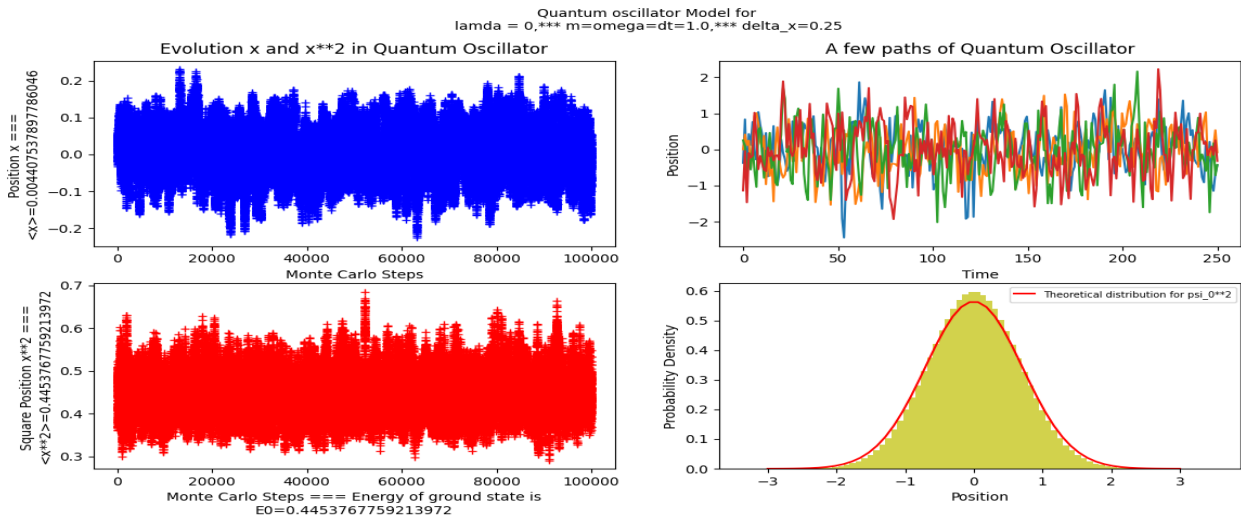 Quantum oscillator Model for
lamda = 0,*** m=omega=dt=1.0,*** delta_x=0.25
Evolution x and x**2 in Quantum Oscillator
Position x ===
<x>=0.004407537897786046
0.2
0.1
0.0
−0.1
−0.2
0
20000
40000
60000
80000
100000
Monte Carlo Steps
A few paths of Quantum Oscillator
Position
2
1
0
−1
−2
0
50
100
150
200
250
Time
Square Position x**2 ===
<x**2>=0.4453767759213972
0.7
0.6
0.5
0.4
0.3
0
20000
40000
60000
80000
100000
Monte Carlo Steps === Energy of ground state is
E0=0.4453767759213972
Probability Density
0.6
0.5
0.4
0.3
0.2
0.1
0.0
Theoretical distribution for psi_0**2
−3
−2
−1
0
1
2
3
Position